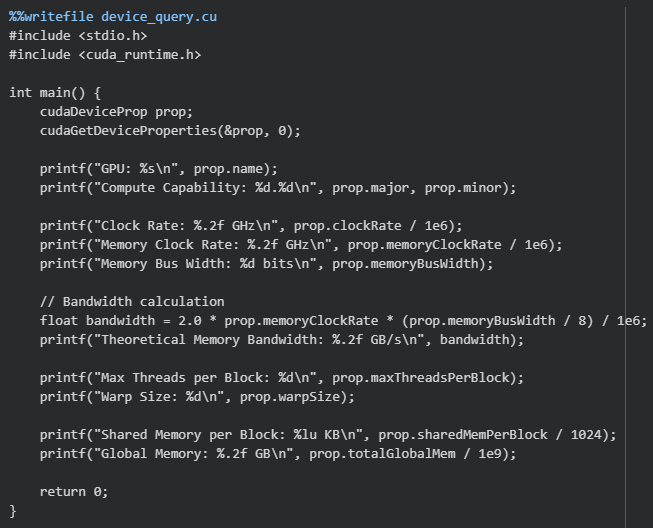 %%writefile device_query.cu
#include <stdio.h>
#include <cuda_runtime.h>

int main() {
    cudaDeviceProp prop;
    cudaGetDeviceProperties(&prop, 0);

    printf("GPU: %s\n", prop.name);
    printf("Compute Capability: %d.%d\n", prop.major, prop.minor);

    printf("Clock Rate: %.2f GHz\n", prop.clockRate / 1e6);
    printf("Memory Clock Rate: %.2f GHz\n", prop.memoryClockRate / 1e6);
    printf("Memory Bus Width: %d bits\n", prop.memoryBusWidth);

    // Bandwidth calculation
    float bandwidth = 2.0 * prop.memoryClockRate * (prop.memoryBusWidth / 8) / 1e6;
    printf("Theoretical Memory Bandwidth: %.2f GB/s\n", bandwidth);

    printf("Max Threads per Block: %d\n", prop.maxThreadsPerBlock);
    printf("Warp Size: %d\n", prop.warpSize);

    printf("Shared Memory per Block: %lu KB\n", prop.sharedMemPerBlock / 1024);
    printf("Global Memory: %.2f GB\n", prop.totalGlobalMem / 1e9);

    return 0;
}